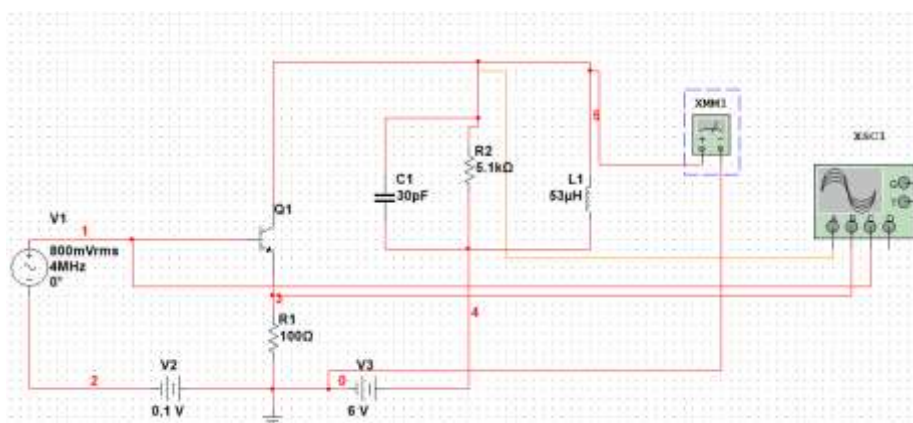 XMM1
XSC1
6
R2
5.1kΩ
C1
30pF
L1
53µH
Q1
V1
1
800mVrms
4MHz
0°
3
4
R1
100Ω
V2
V3
2
0
0,1 V
6 V